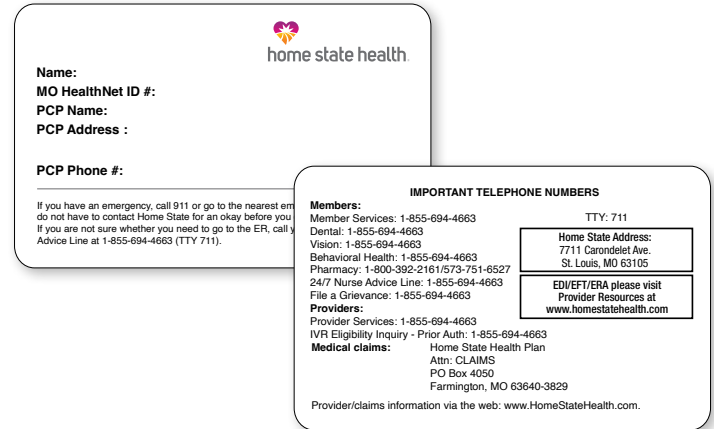 home state health.
Name:
MO HealthNet ID #:
PCP Name:
PCP Address :
PCP Phone #:
If you have an emergency, call 911 or go to the nearest em
do not have to contact Home State for an okay before you
If you are not sure whether you need to go to the ER, call y
Advice Line at 1-855-694-4663 (TTY 711).
IMPORTANT TELEPHONE NUMBERS
Members:
Member Services: 1-855-694-4663
TTY: 711
Dental: 1-855-694-4663
Vision: 1-855-694-4663
Behavioral Health: 1-855-694-4663
Pharmacy: 1-800-392-2161/573-751-6527
24/7 Nurse Advice Line: 1-855-694-4663
File a Grievance: 1-855-694-4663
Home State Address:
7711 Carondelet Ave.
St. Louis, MO 63105
EDI/EFT/ERA please visit
Provider Resources at
www.homestatehealth.com
Providers:
Provider Services: 1-855-694-4663
IVR Eligibility Inquiry - Prior Auth: 1-855-694-4663
Medical claims: Home State Health Plan
Attn: CLAIMS
PO Box 4050
Farmington, MO 63640-3829
Provider/claims information via the web: www.HomeStateHealth.com.